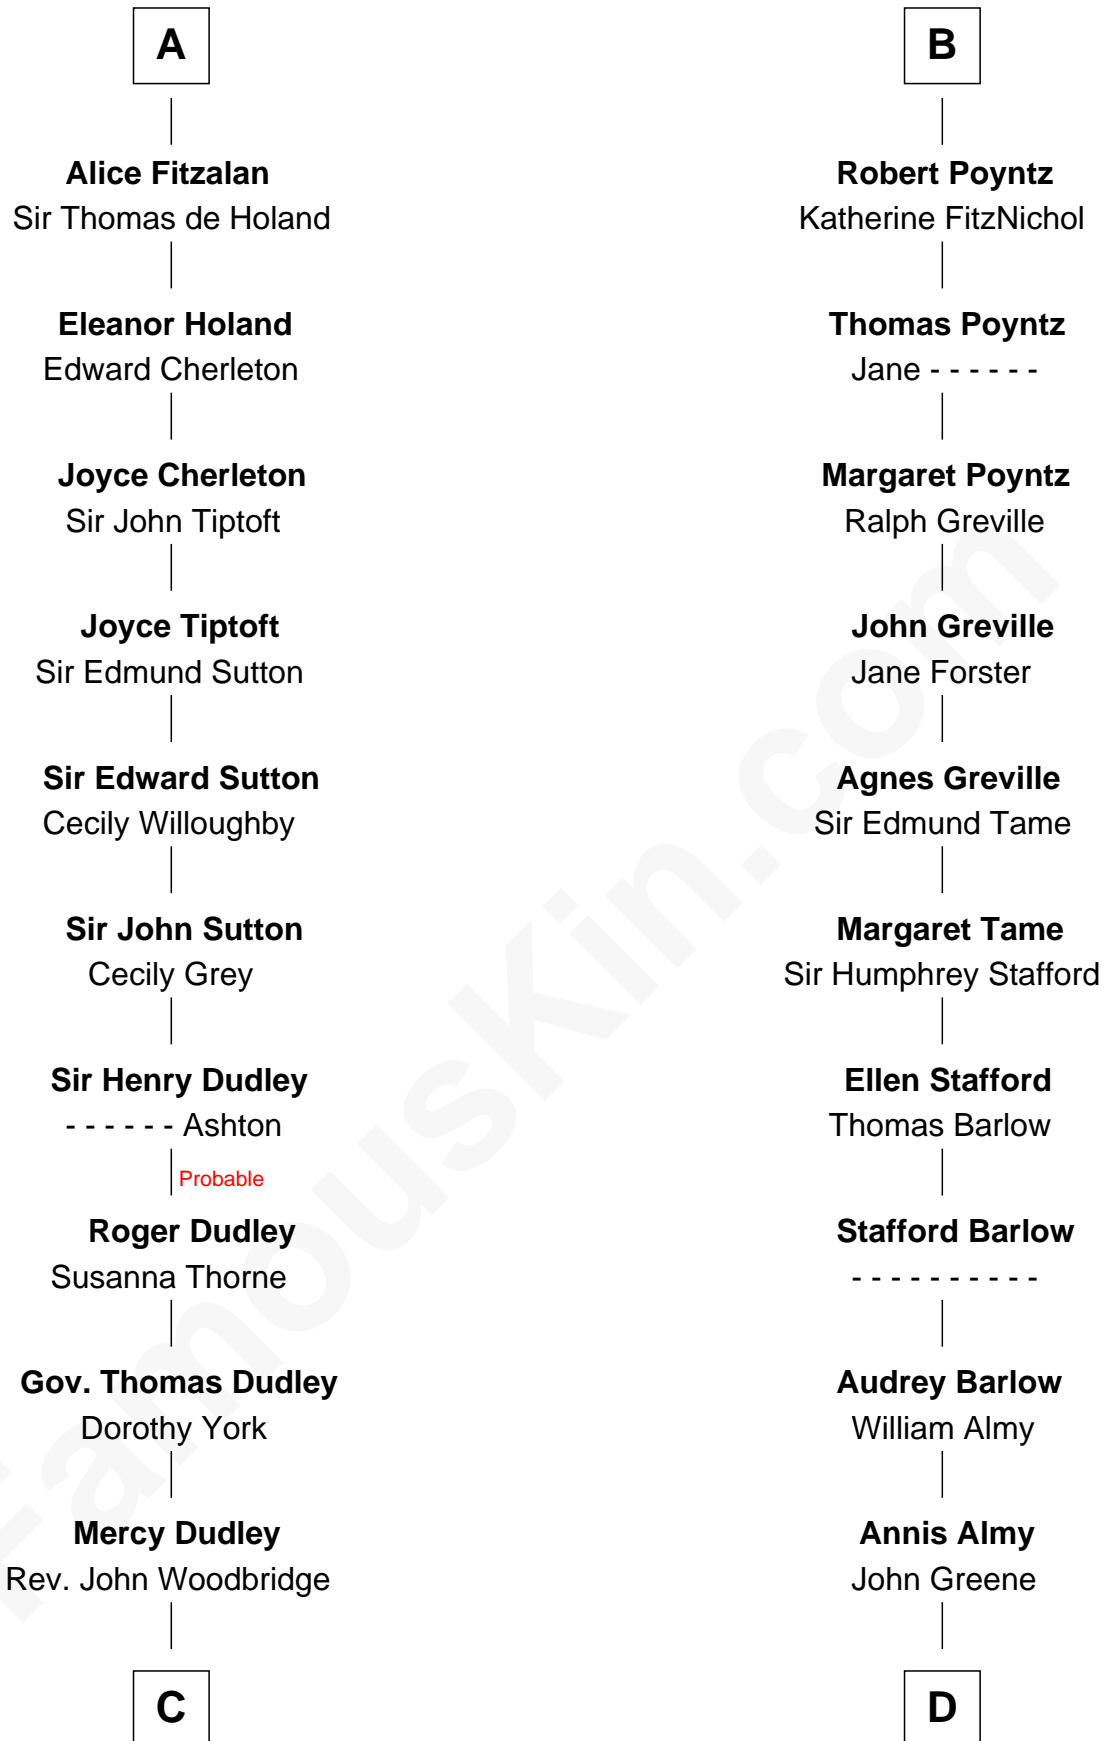 A
Alice Fitzalan
Sir Thomas de Holand
Eleanor Holand
Edward Cherleton
Joyce Cherleton
Sir John Tiptoft
Joyce Tiptoft
Sir Edmund Sutton
Sir Edward Sutton
Cecily Willoughby
Sir John Sutton
Cecily Grey
Sir Henry Dudley
- - - - - - Ashton
Probable
Roger Dudley
Susanna Thorne
Gov. Thomas Dudley
Dorothy York
Mercy Dudley
Rev. John Woodbridge
C
B
Robert Poyntz
Katherine FitzNichol
Thomas Poyntz
Jane - - - - - -
Margaret Poyntz
Ralph Greville
John Greville
Jane Forster
Agnes Greville
Sir Edmund Tame
Margaret Tame
Sir Humphrey Stafford
Ellen Stafford
Thomas Barlow
Stafford Barlow
- - - - - - - - - -
Audrey Barlow
William Almy
Annis Almy
John Greene
D
FamousKin.com